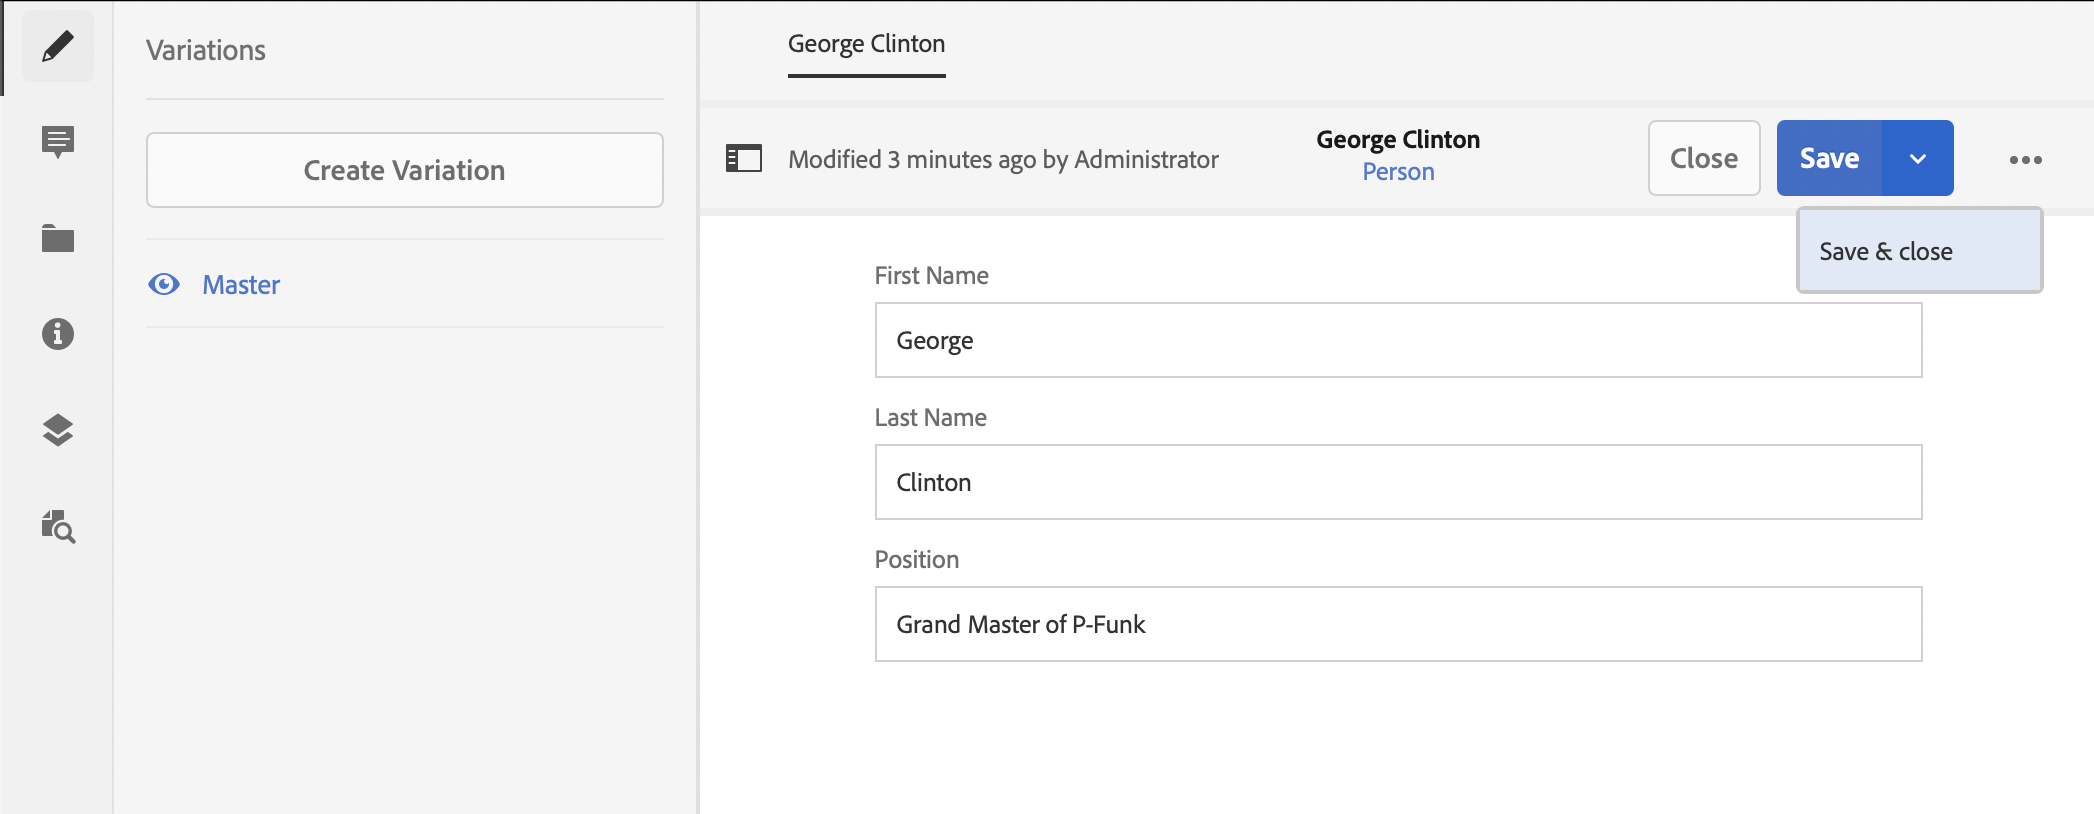 Variations
Create Variation
Master
George Clinton
Modified 3 minutes ago by Administrator
George Clinton
Person
Close
Save
Save & close
First Name
George
Last Name
Clinton
Position
Grand Master of P-Funk